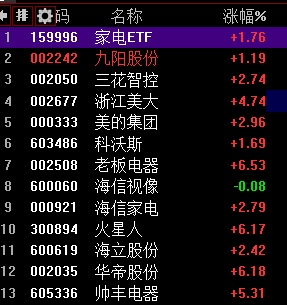 排 码 名称 涨幅%
1 159996 家电ETF +1.76
2 002242 九阳股份 +1.19
3 002050 三花智控 +2.74
4 002677 浙江美大 +4.74
5 000333 美的集团 +2.96
6 603486 科沃斯 +1.69
7 002508 老板电器 +6.53
8 600060 海信视像 -0.08
9 000921 海信家电 +2.79
10 300894 火星人 +6.17
11 600619 海立股份 +2.42
12 002035 华帝股份 +6.18
13 605336 帅丰电器 +5.31